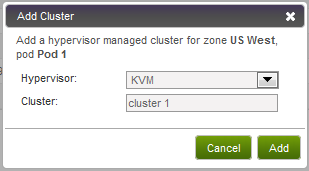 Add Cluster
Add a hypervisor managed cluster for zone US West,
pod Pod 1
Hypervisor: KVM
Cluster: cluster 1
Cancel Add